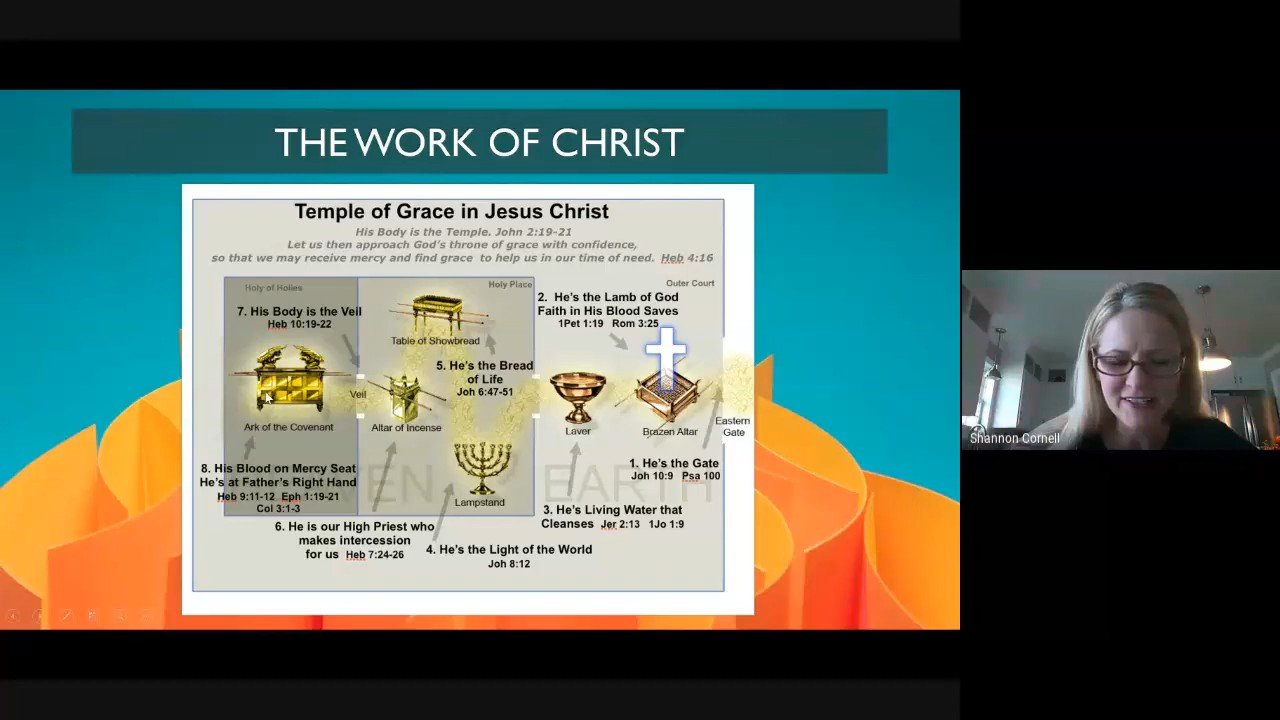 THE WORK OF CHRIST
Temple of Grace in Jesus Christ
His Body is the Temple. John 2:19-21
Let us then approach God's throne of grace with confidence,
so that we may receive mercy and find grace to help us in our time of need. Heb 4:16
Holy of Holies
Holy Place
Outer Court
7. His Body is the Veil
Heb 10:19-22
2. He's the Lamb of God
Faith in His Blood Saves
1Pet 1:19 Rom 3:25
Table of Showbread
5. He's the Bread
of Life
Joh 6:47-51
Veil
Ark of the Covenant
Altar of Incense
Laver
Brazen Altar
Eastern
Gate
1. He's the Gate
Joh 10:9 Psa 100
8. His Blood on Mercy Seat
He's at Father's Right Hand
Heb 9:11-12 Eph 1:19-21
Col 3:1-3
Lampstand
EARTH
3. He's Living Water that
Cleanses Jer 2:13 1Jo 1:9
6. He is our High Priest who
makes intercession
for us Heb 7:24-26
4. He's the Light of the World
Joh 8:12
Shannon Cornell